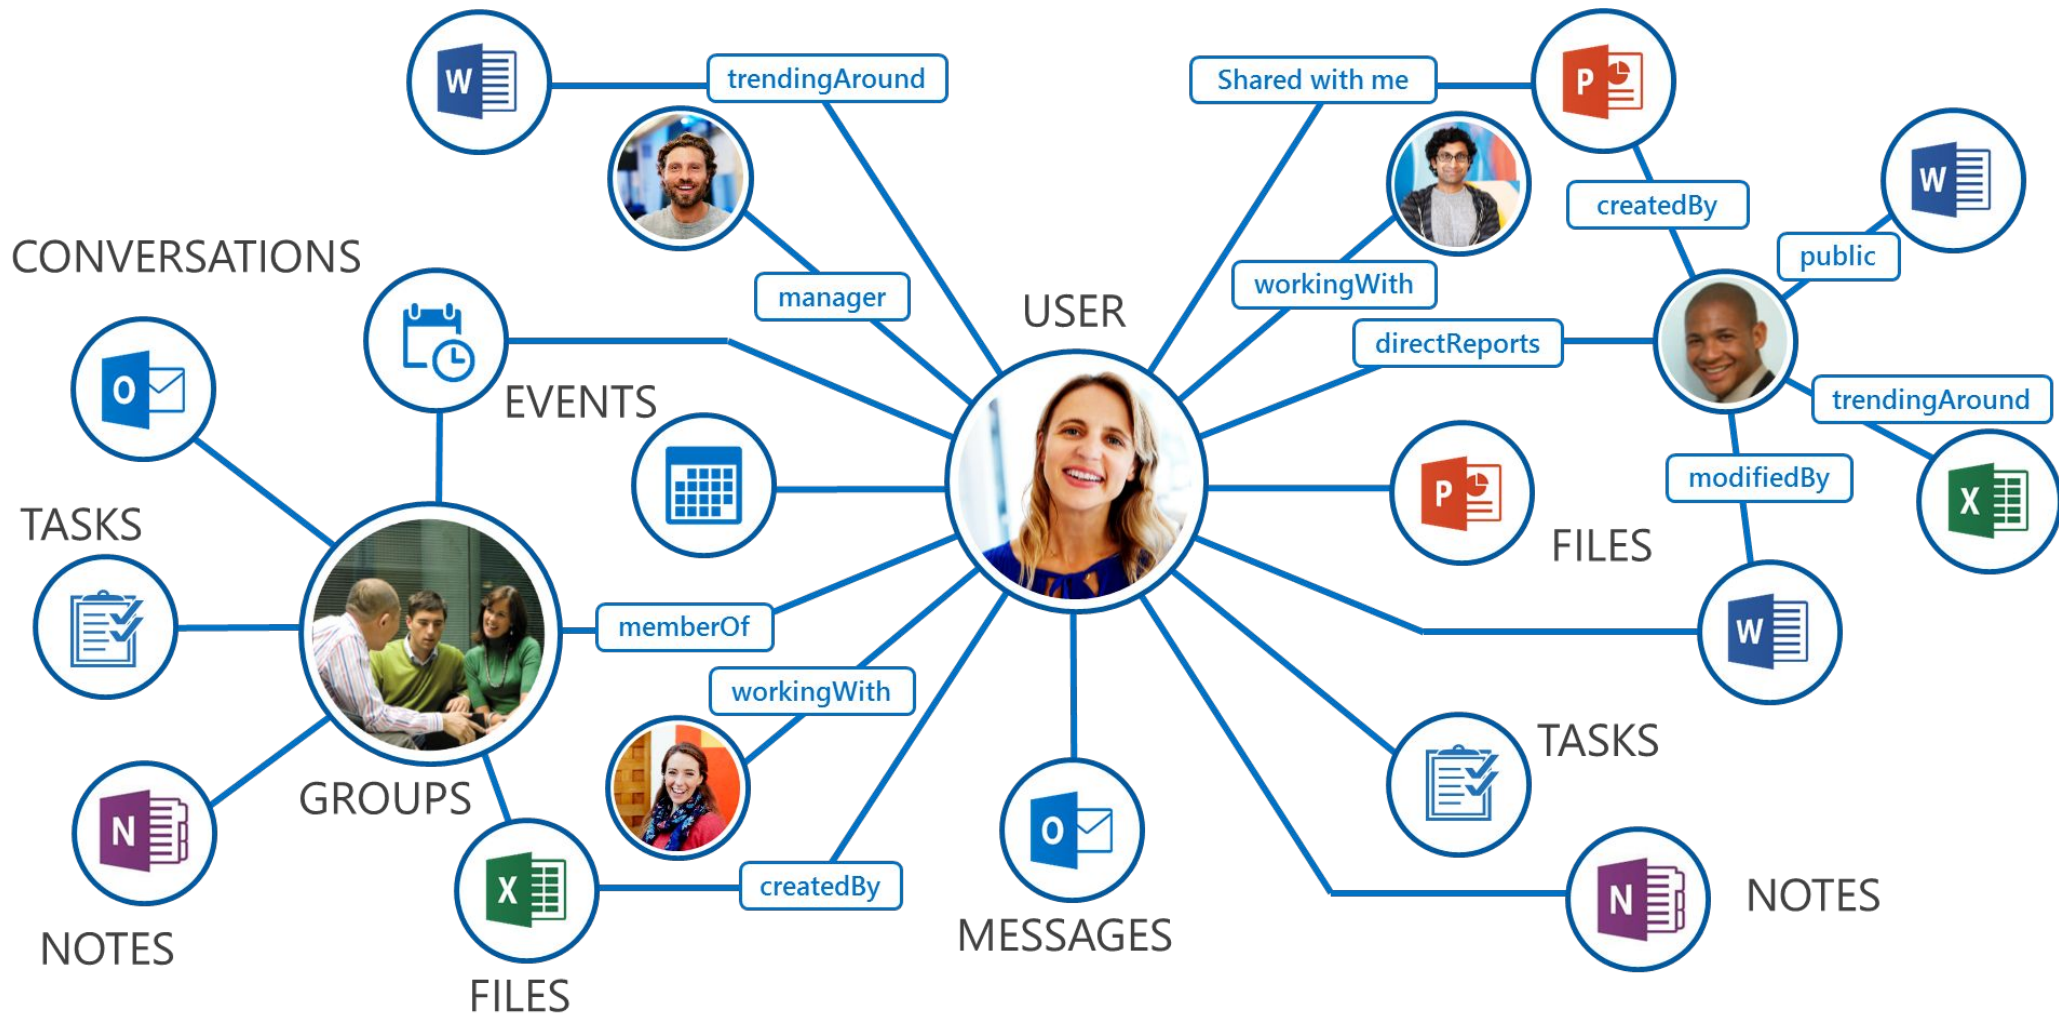 trendingAround
Shared with me
W
P
createdBy
W
public
CONVERSATIONS
manager
workingWith
USER
directReports
EVENTS
trendingAround
O
modifiedBy
P
X
TASKS
FILES
memberOf
W
workingWith
TASKS
GROUPS
N
O
X
createdBy
N
NOTES
MESSAGES
NOTES
FILES